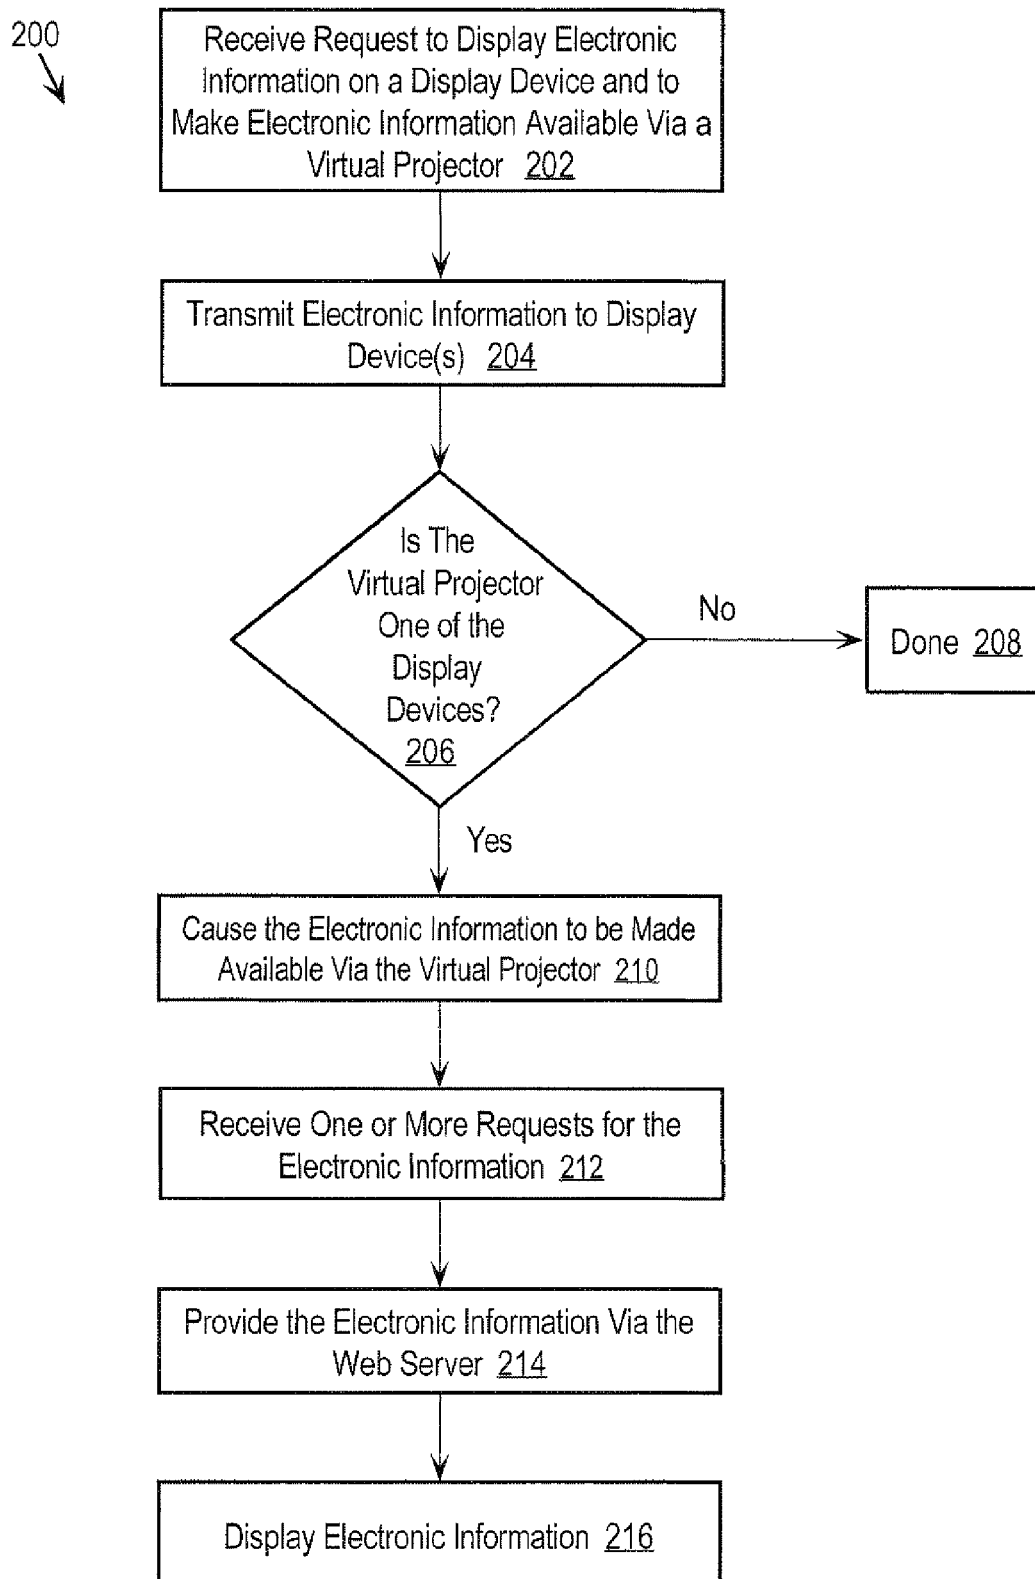 200
Receive Request to Display Electronic
Information on a Display Device and to
Make Electronic Information Available Via a
Virtual Projector 202
Transmit Electronic Information to Display
Device(s) 204
Is The
Virtual Projector
One of the
Display
Devices?
206
No
Done 208
Yes
Cause the Electronic Information to be Made
Available Via the Virtual Projector 210
Receive One or More Requests for the
Electronic Information 212
Provide the Electronic Information Via the
Web Server 214
Display Electronic Information 216